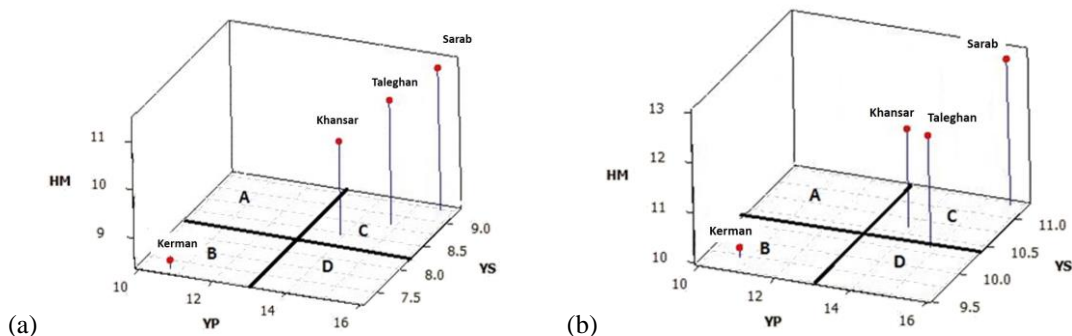 Sarab
Taleghan
Khansar
11
HM
10
9
A
C
B
D
Kerman
9.0
8.5
8.0
7.5
YS
10
12
14
16
YP
(a)
Sarab
Khansar
Taleghan
13
12
HM
11
10
A
C
B
D
Kerman
11.0
10.5
10.0
9.5
YS
10
12
14
16
YP
(b)